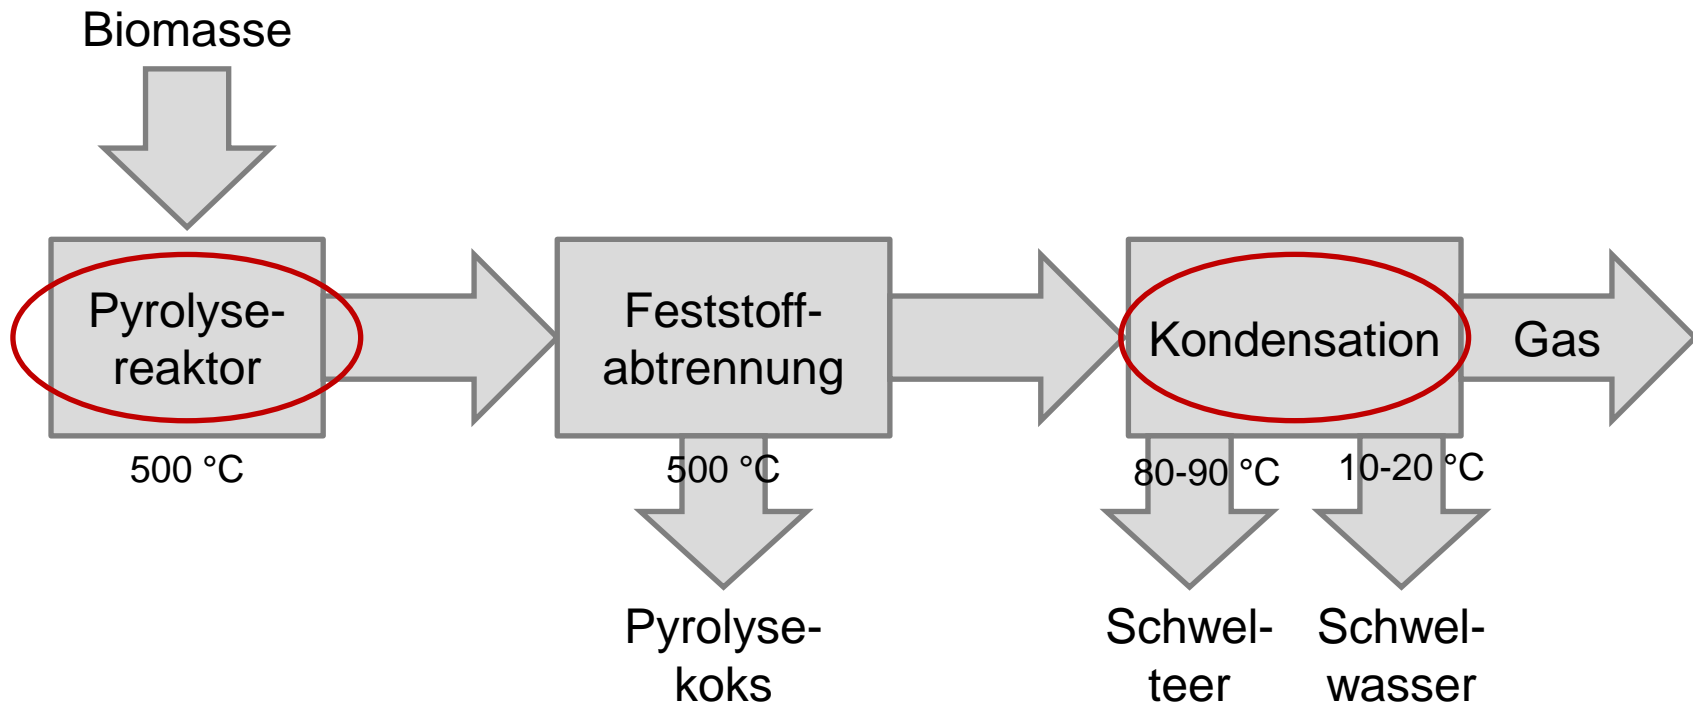 Biomasse
Pyrolyse-
reaktor
500 °C
Feststoff-
abtrennung
500 °C
Pyrolyse-
koks
Kondensation
80-90 °C
10-20 °C
Schwel-
teer
Schwel-
wasser
Gas